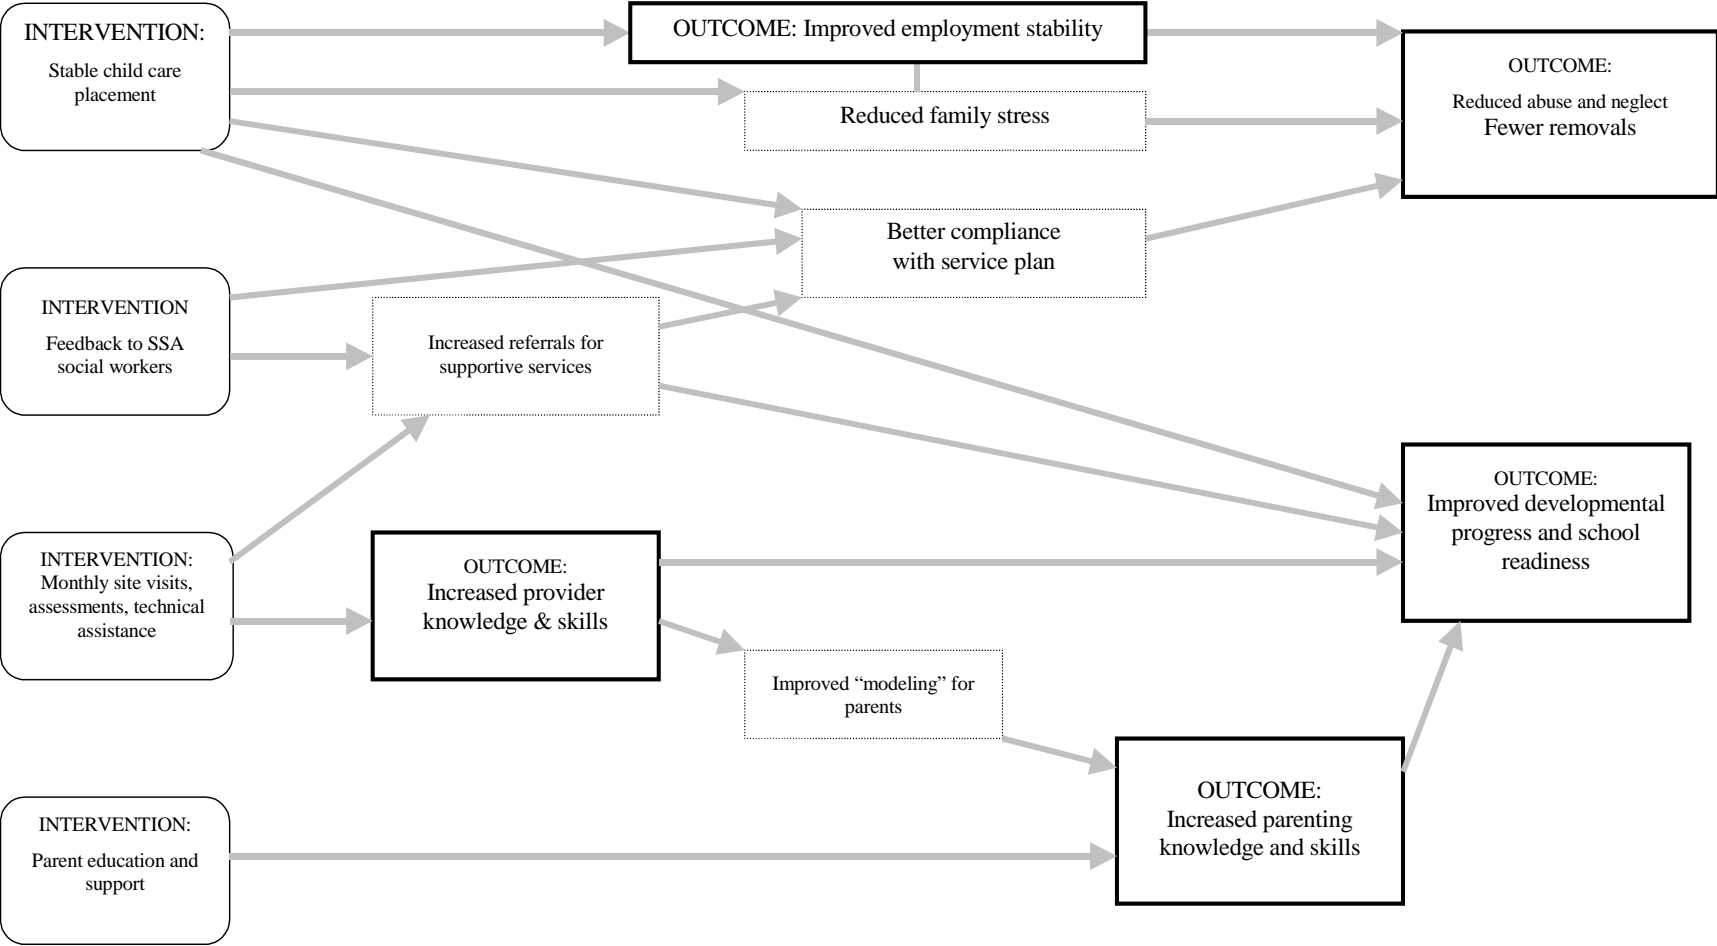 INTERVENTION:
Stable child care
placement
OUTCOME: Improved employment stability
Reduced family stress
OUTCOME:
Reduced abuse and neglect
Fewer removals
Better compliance
with service plan
INTERVENTION
Feedback to SSA
social workers
Increased referrals for
supportive services
OUTCOME:
Improved developmental
progress and school
readiness
INTERVENTION:
Monthly site visits,
assessments, technical
assistance
OUTCOME:
Increased provider
knowledge & skills
Improved “modeling” for
parents
OUTCOME:
Increased parenting
knowledge and skills
INTERVENTION:
Parent education and
support